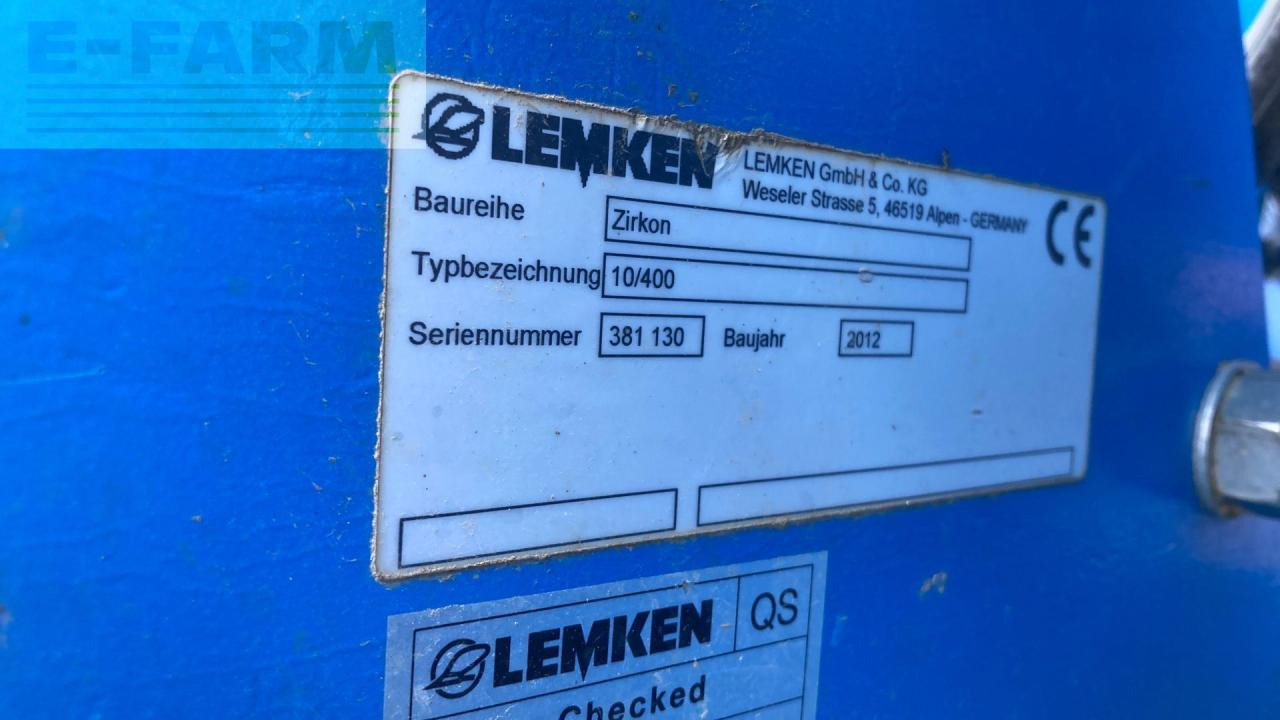 E-FARM
LEMKEN
LEMKEN GmbH & Co. KG
Weseler Strasse 5, 46519 Alpen - GERMANY
CE
Baureihe Zirkon
Typbezeichnung 10/400
Seriennummer 381 130 Baujahr 2012
LEMKEN QS
Checked